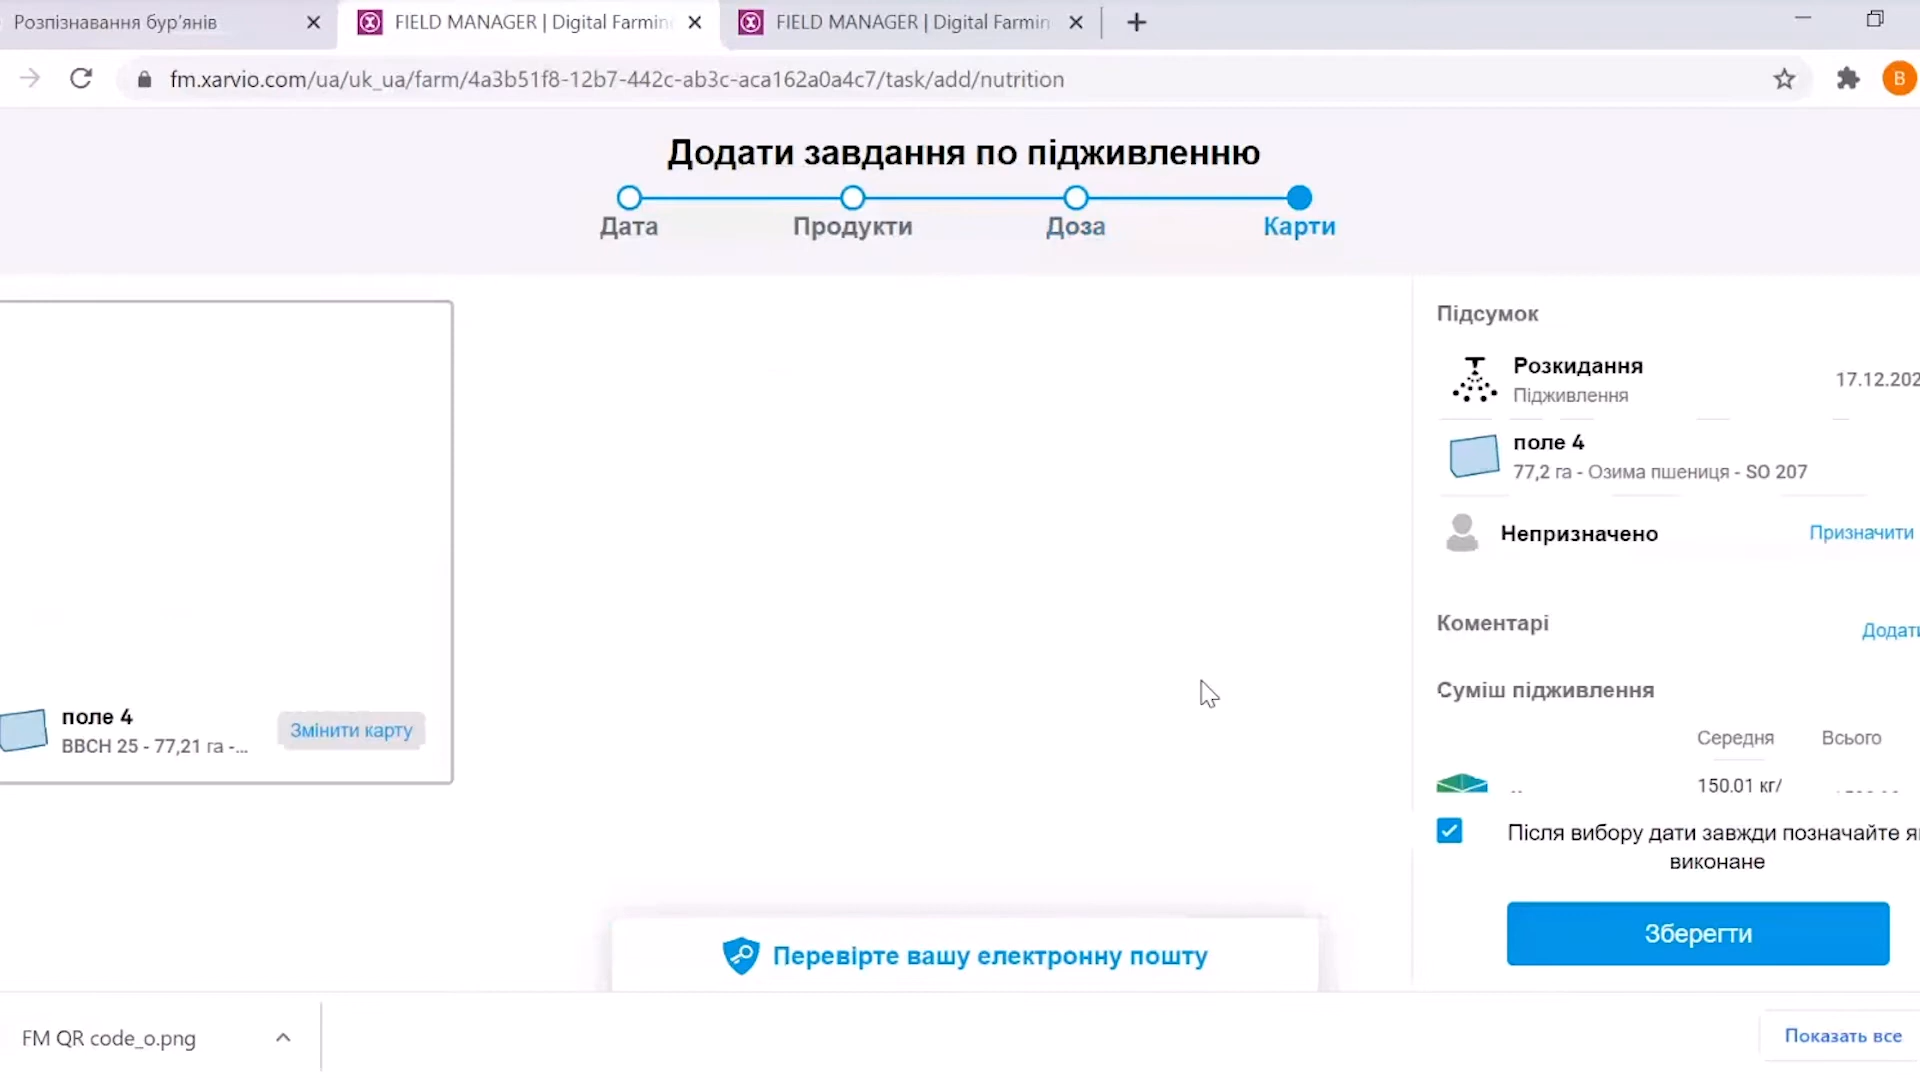 Розпізнавання бур’янів
FIELD MANAGER | Digital Farmin
FIELD MANAGER | Digital Farmin
fm.xarvio.com/ua/uk_ua/farm/4a3b51f8-12b7-442c-ab3c-aca162a0a4c7/task/add/nutrition
B
Додати завдання по підживленню
Дата
Продукти
Доза
Карти
поле 4
BBCH 25 - 77,21 га -...
Змінити карту
Підсумок
Розкидання
Підживлення
17.12.202
поле 4
77,2 га - Озима пшениця - SO 207
Непризначено
Призначити
Коментарі
Додати
Суміш підживлення
Середня
Всього
150.01 кг/
Після вибору дати завжди позначайте як
виконане
Зберегти
Перевірте вашу електронну пошту
FM QR code_o.png
Показать все